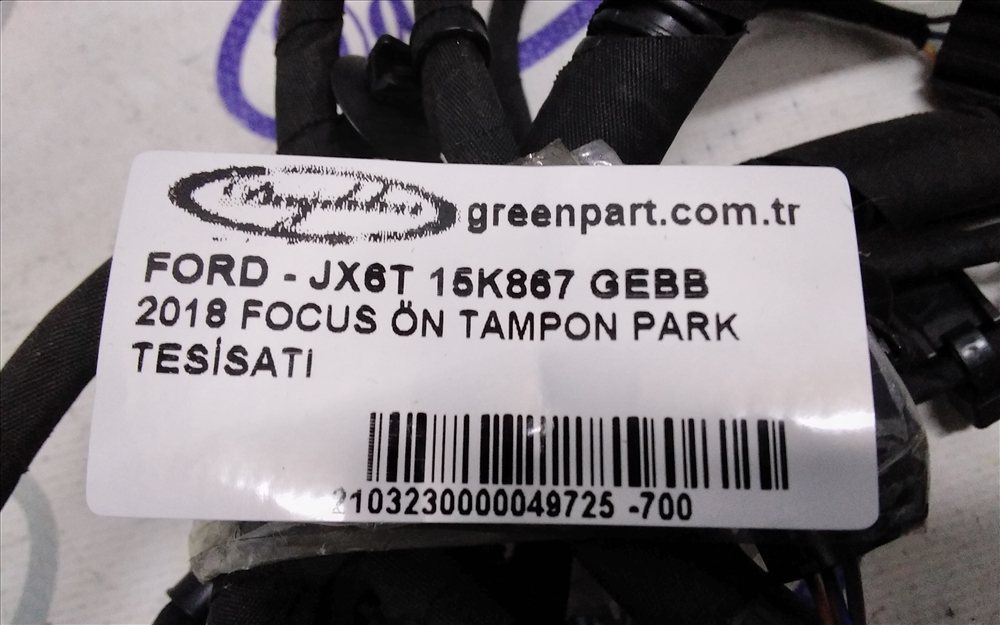 greenpart.com.tr
FORD - JX6T 15K867 GEBB
2018 FOCUS ÖN TAMPON PARK
TESİSATI
2103230000049725 -700